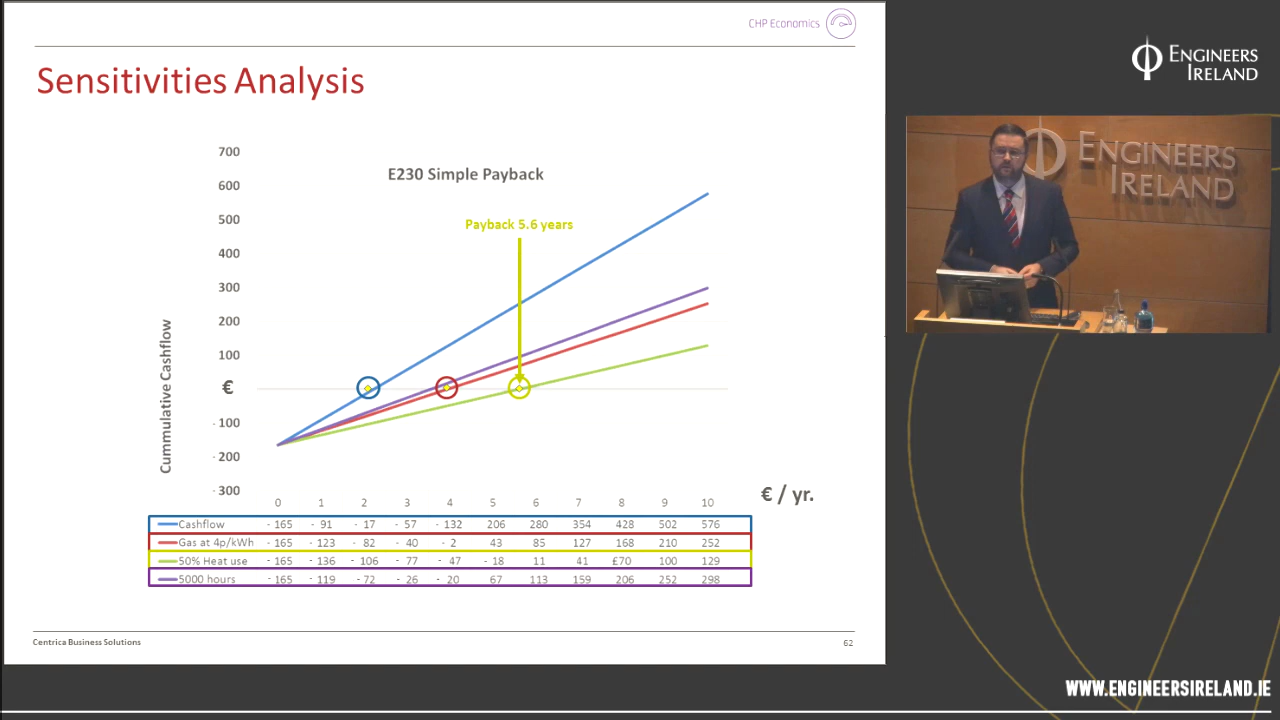 CHP Economics
Sensitivities Analysis
E230 Simple Payback
Payback 5.6 years
Cummulative Cashflow
700
600
500
400
300
200
100
€
- 100
- 200
- 300
0 1 2 3 4 5 6 7 8 9 10
€ / yr.
Cashflow - 165 - 91 - 17 - 57 - 132 206 280 354 428 502 576
Gas at 4p/kWh - 165 - 123 - 82 - 40 - 2 43 85 127 168 210 252
50% Heat use - 165 - 136 - 106 - 77 - 47 - 18 11 41 £70 100 129
5000 hours - 165 - 119 - 72 - 26 - 20 67 113 159 206 252 298
Centrica Business Solutions
62
ENGINEERS
IRELAND
ENGINEERS
IRELAND
WWW.ENGINEERSIRELAND.IE